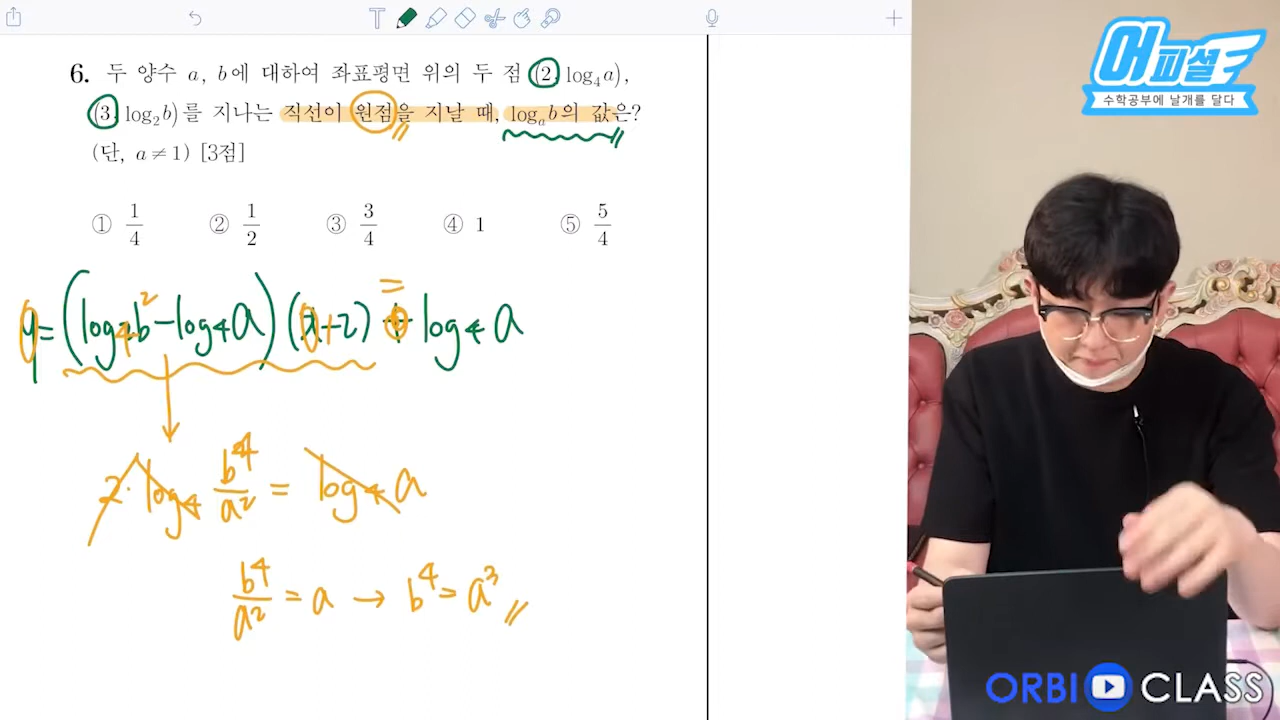 6. 두 양수 a, b에 대하여 좌표평면 위의 두 점 (2, log₄a),
(3, log₂b)를 지나는 직선이 원점을 지날 때, logₐb의 값은?
(단, a≠1) [3점]
① 1/4 ② 1/2 ③ 3/4 ④ 1 ⑤ 5/4
log₄b²-log₄a
log₄a
2·log₄ b⁴/a² = log₄a
b⁴/a² = a → b⁴=a³
어피셜
수학공부에 날개를 달다
ORBI CLASS